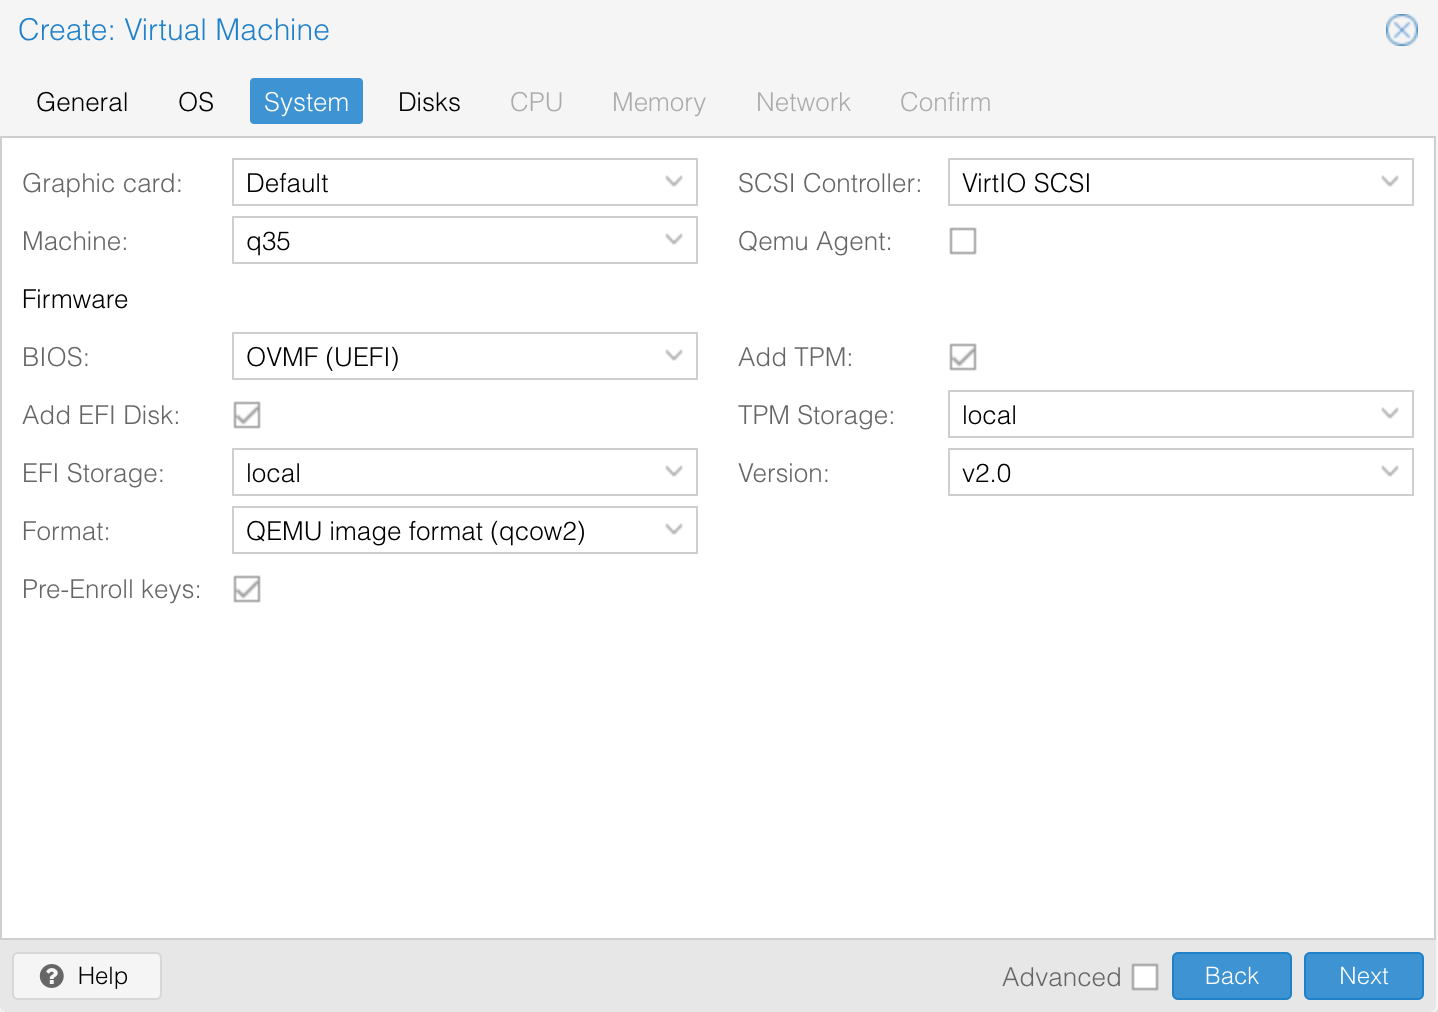 Create: Virtual Machine
General OS System Disks CPU Memory Network Confirm
Graphic card: Default
SCSI Controller: VirtIO SCSI
Machine: q35
Qemu Agent:
Firmware
BIOS: OVMF (UEFI)
Add TPM:
Add EFI Disk:
TPM Storage: local
EFI Storage: local
Version: v2.0
Format: QEMU image format (qcow2)
Pre-Enroll keys:
? Help
Advanced
Back
Next